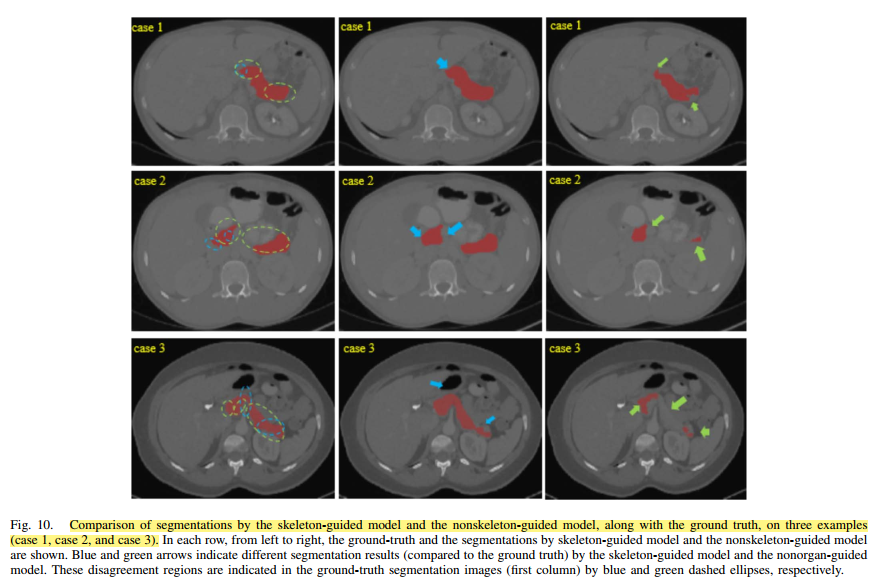 case 1
case 1
case 1
case 2
case 2
case 2
case 3
case 3
case 3
Fig. 10. Comparison of segmentations by the skeleton-guided model and the nonskeleton-guided model, along with the ground truth, on three examples
(case 1, case 2, and case 3). In each row, from left to right, the ground-truth and the segmentations by skeleton-guided model and the nonskeleton-guided model
are shown. Blue and green arrows indicate different segmentation results (compared to the ground truth) by the skeleton-guided model and the nonorgan-guided
model. These disagreement regions are indicated in the ground-truth segmentation images (first column) by blue and green dashed ellipses, respectively.